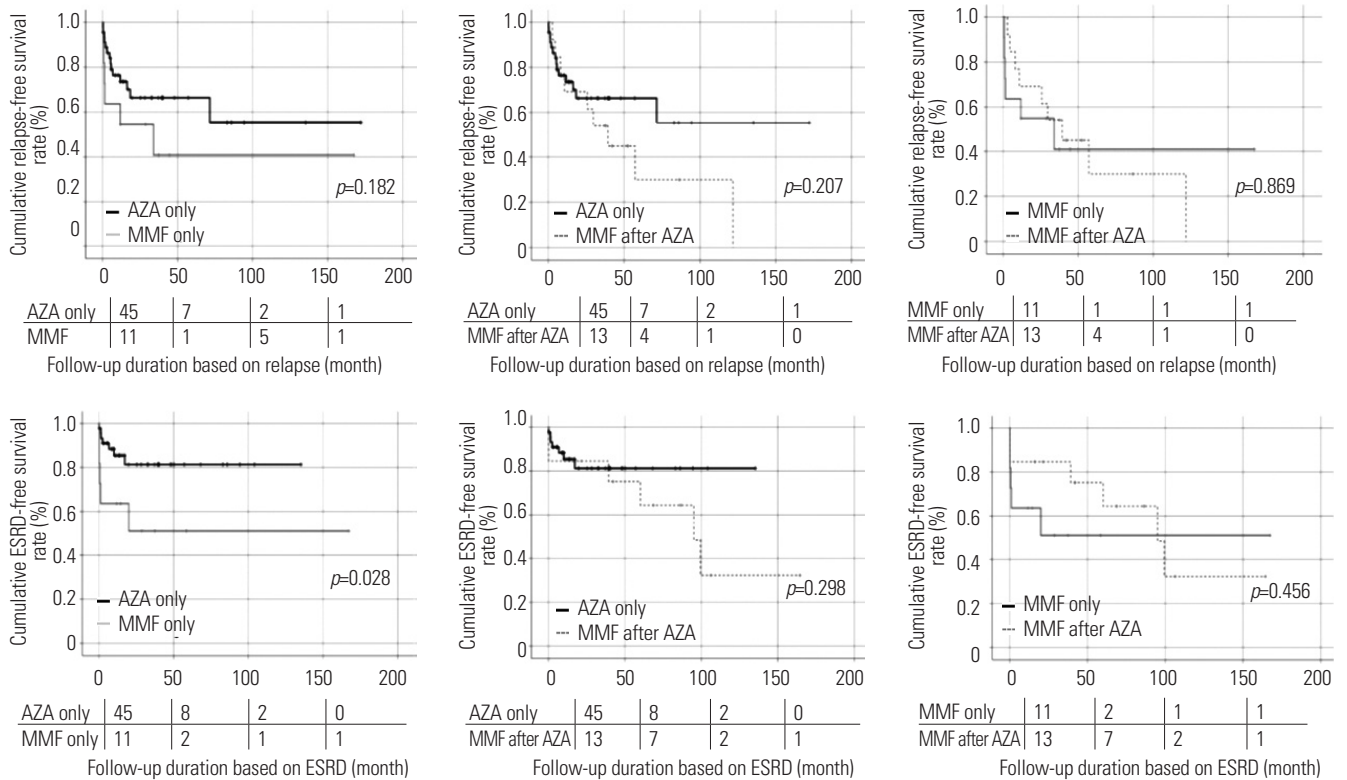 Cumulative relapse-free survival
rate (%)
1.0
0.8
0.6
0.4
0.2
0
p=0.182
AZA only
MMF only
0 50 100 150 200
AZA only 45 7 2 1
MMF 11 1 5 1
Follow-up duration based on relapse (month)
Cumulative relapse-free survival
rate (%)
1.0
0.8
0.6
0.4
0.2
0
p=0.207
AZA only
MMF after AZA
0 50 100 150 200
AZA only 45 7 2 1
MMF after AZA 13 4 1 0
Follow-up duration based on relapse (month)
Cumulative relapse-free survival
rate (%)
1.0
0.8
0.6
0.4
0.2
0
p=0.869
MMF only
MMF after AZA
0 50 100 150 200
MMF only 11 1 1 1
MMF after AZA 13 4 1 0
Follow-up duration based on relapse (month)
Cumulative ESRD-free survival
rate (%)
1.0
0.8
0.6
0.4
0.2
0
p=0.028
AZA only
MMF only
0 50 100 150 200
AZA only 45 8 2 0
MMF only 11 2 1 1
Follow-up duration based on ESRD (month)
Cumulative ESRD-free survival
rate (%)
1.0
0.8
0.6
0.4
0.2
0
p=0.298
AZA only
MMF after AZA
0 50 100 150 200
AZA only 45 8 2 0
MMF after AZA 13 7 2 1
Follow-up duration based on ESRD (month)
Cumulative ESRD-free survival
rate (%)
1.0
0.8
0.6
0.4
0.2
0
p=0.456
MMF only
MMF after AZA
0 50 100 150 200
MMF only 11 2 1 1
MMF after AZA 13 7 2 1
Follow-up duration based on ESRD (month)